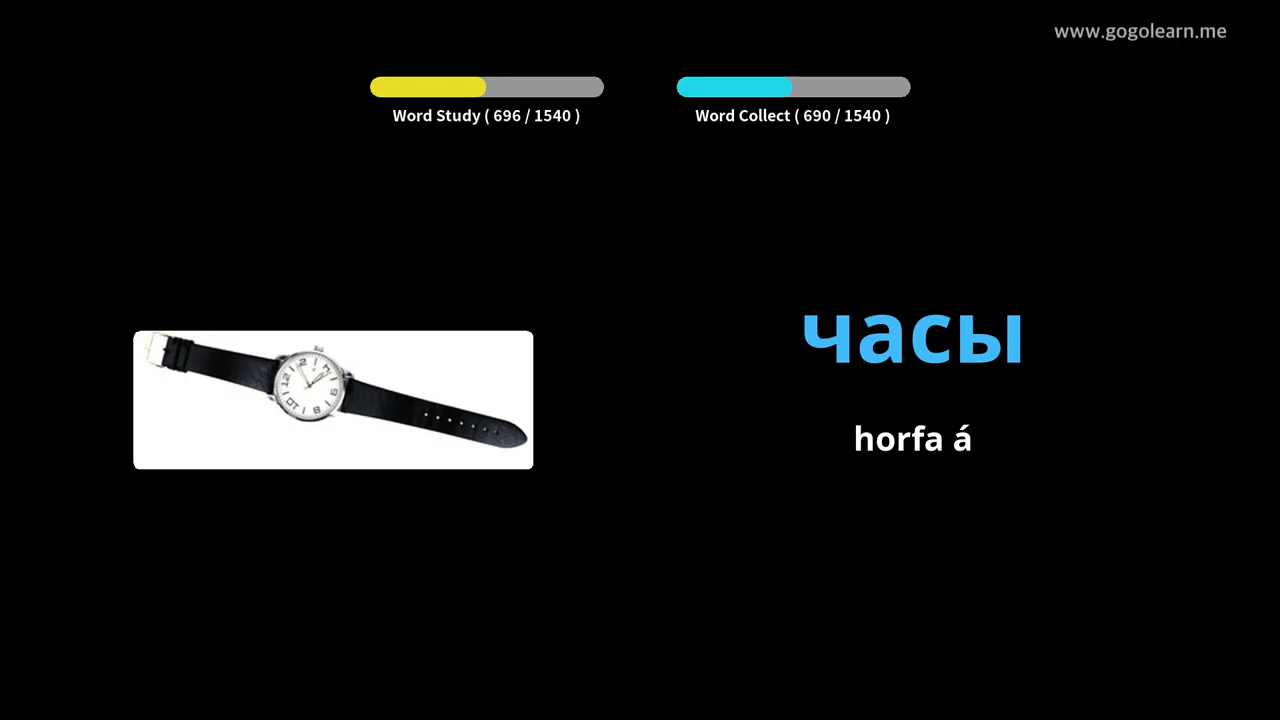 www.gogolearn.me
Word Study ( 696 / 1540 )
Word Collect ( 690 / 1540 )
часы
horfa á